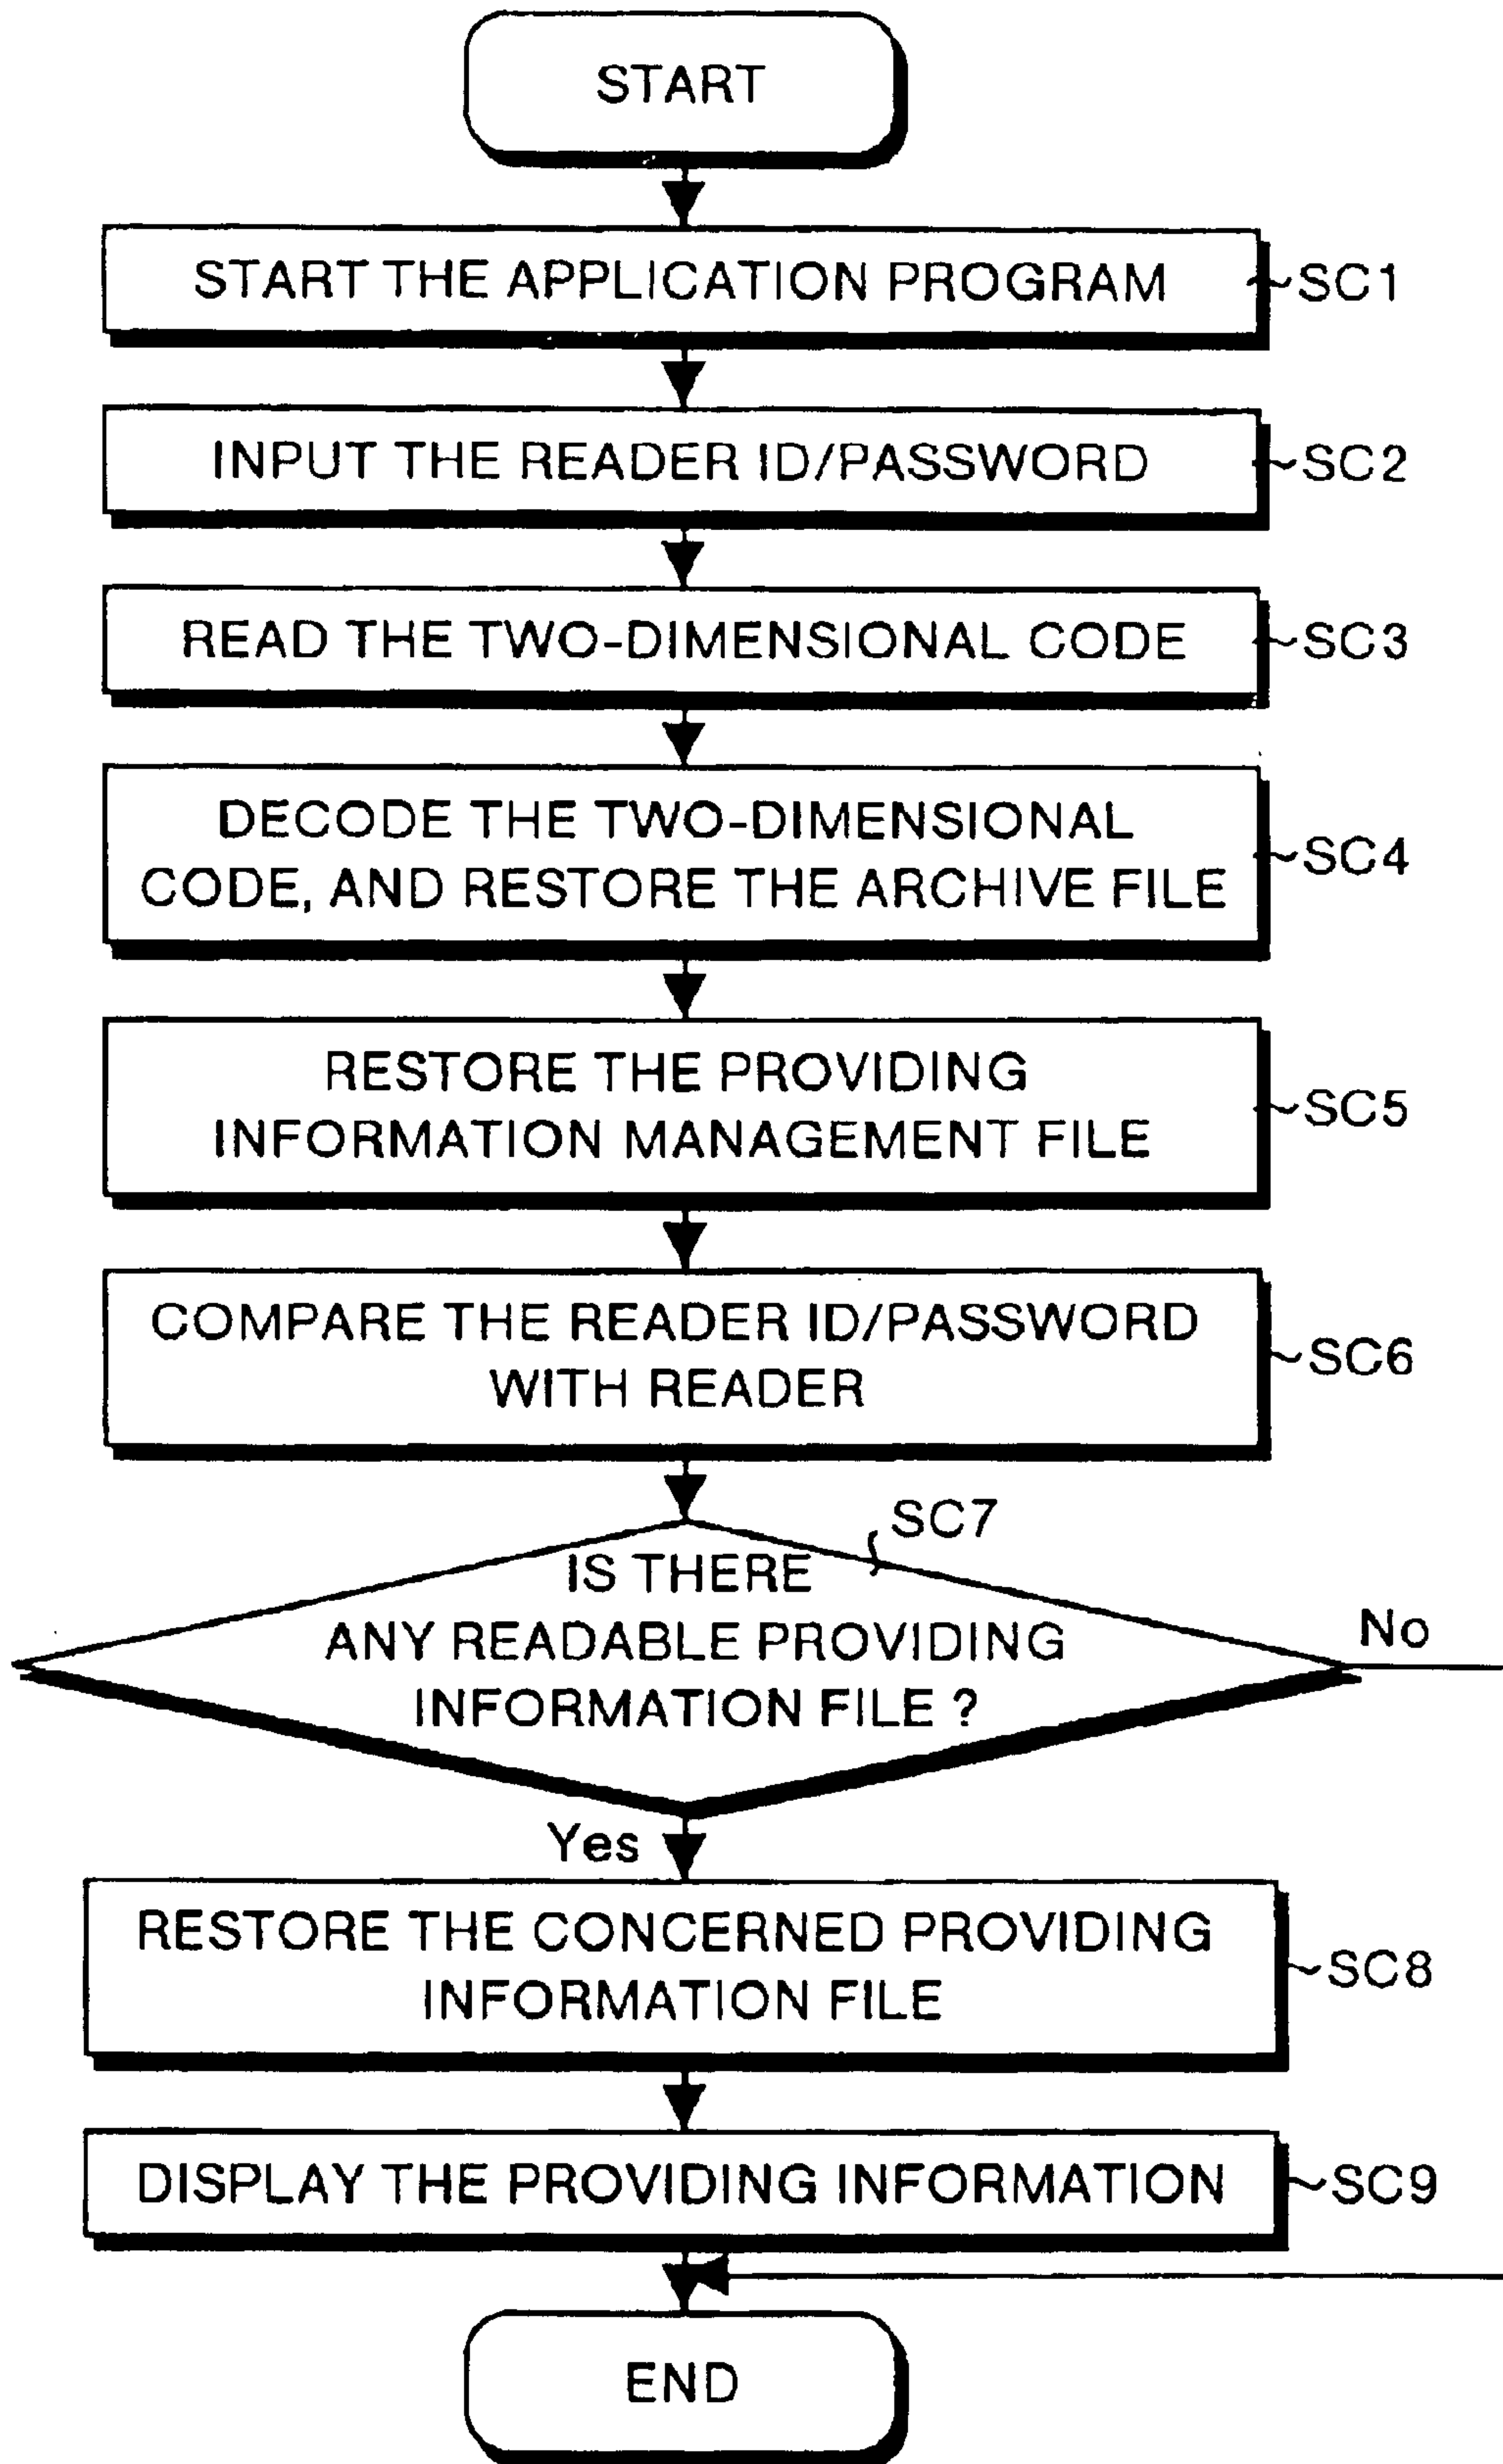 START
START THE APPLICATION PROGRAM
SC1
INPUT THE READER ID/PASSWORD
SC2
READ THE TWO-DIMENSIONAL CODE
SC3
DECODE THE TWO-DIMENSIONAL
CODE, AND RESTORE THE ARCHIVE FILE
SC4
RESTORE THE PROVIDING
INFORMATION MANAGEMENT FILE
SC5
COMPARE THE READER ID/PASSWORD
WITH READER
SC6
SC7
IS THERE
ANY READABLE PROVIDING
INFORMATION FILE ?
No
Yes
RESTORE THE CONCERNED PROVIDING
INFORMATION FILE
SC8
DISPLAY THE PROVIDING INFORMATION
SC9
END